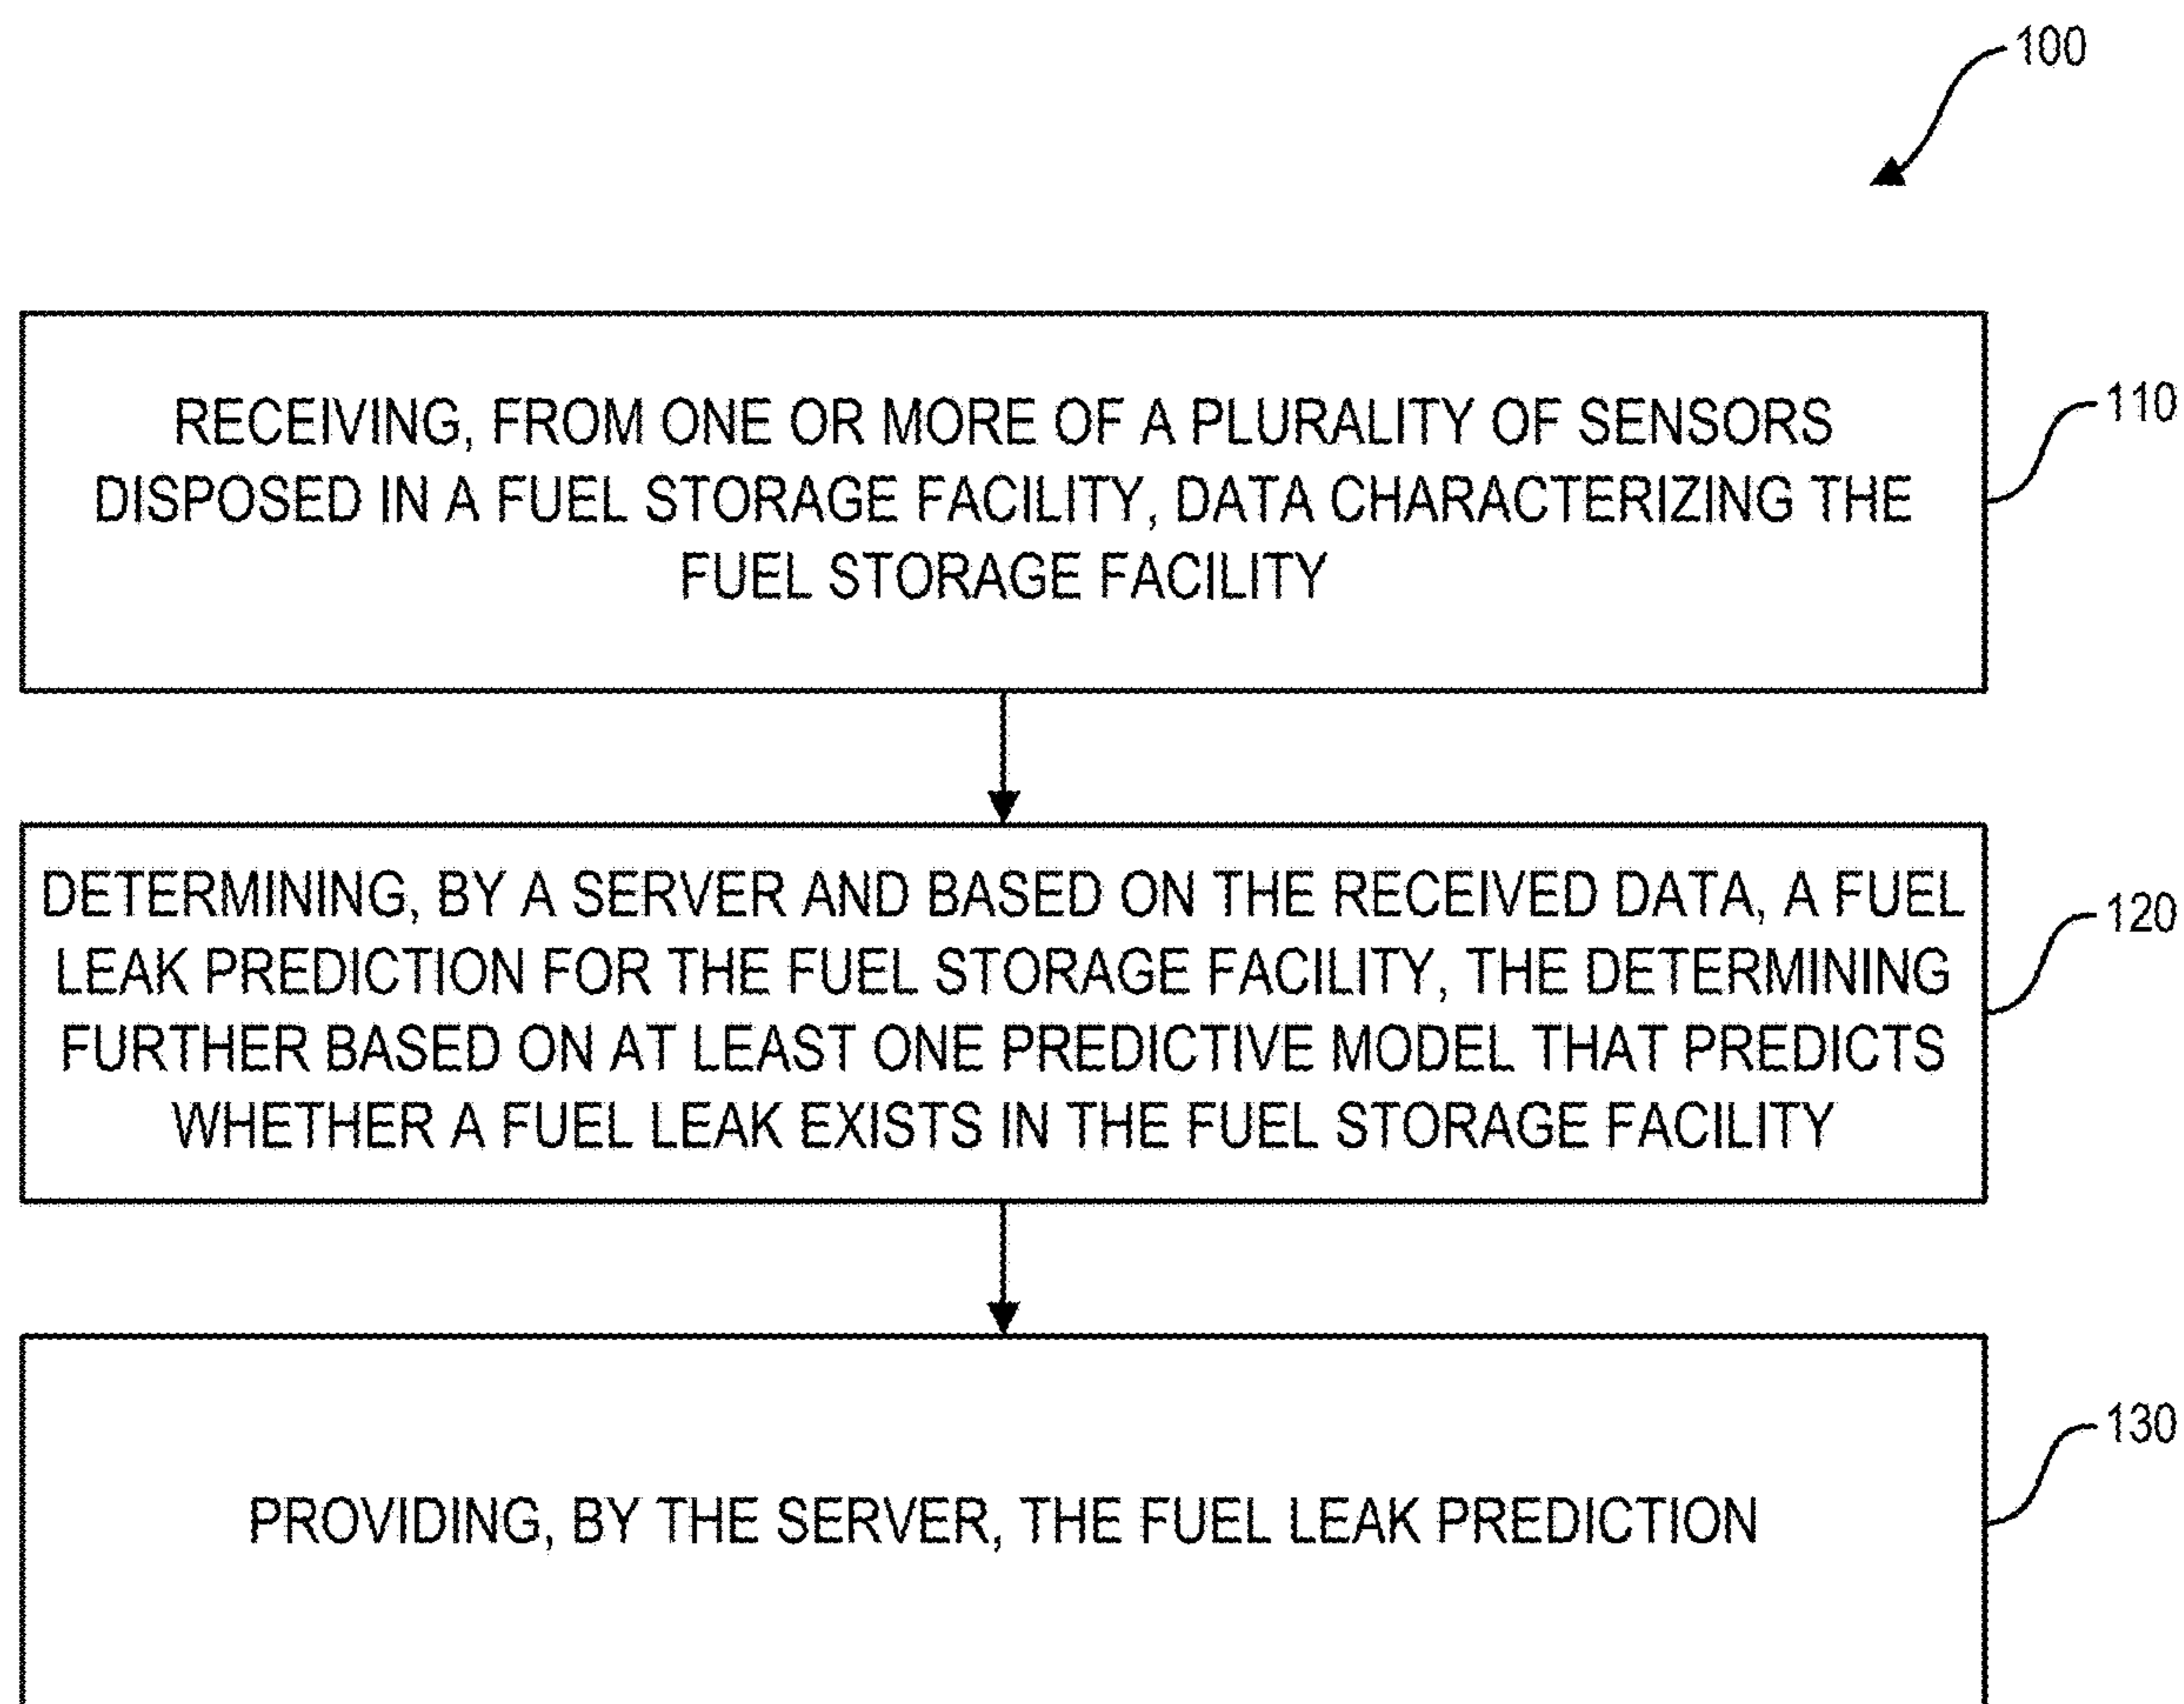 100
RECEIVING, FROM ONE OR MORE OF A PLURALITY OF SENSORS
DISPOSED IN A FUEL STORAGE FACILITY, DATA CHARACTERIZING THE
FUEL STORAGE FACILITY
110
DETERMINING, BY A SERVER AND BASED ON THE RECEIVED DATA, A FUEL
LEAK PREDICTION FOR THE FUEL STORAGE FACILITY, THE DETERMINING
FURTHER BASED ON AT LEAST ONE PREDICTIVE MODEL THAT PREDICTS
WHETHER A FUEL LEAK EXISTS IN THE FUEL STORAGE FACILITY
120
PROVIDING, BY THE SERVER, THE FUEL LEAK PREDICTION
130